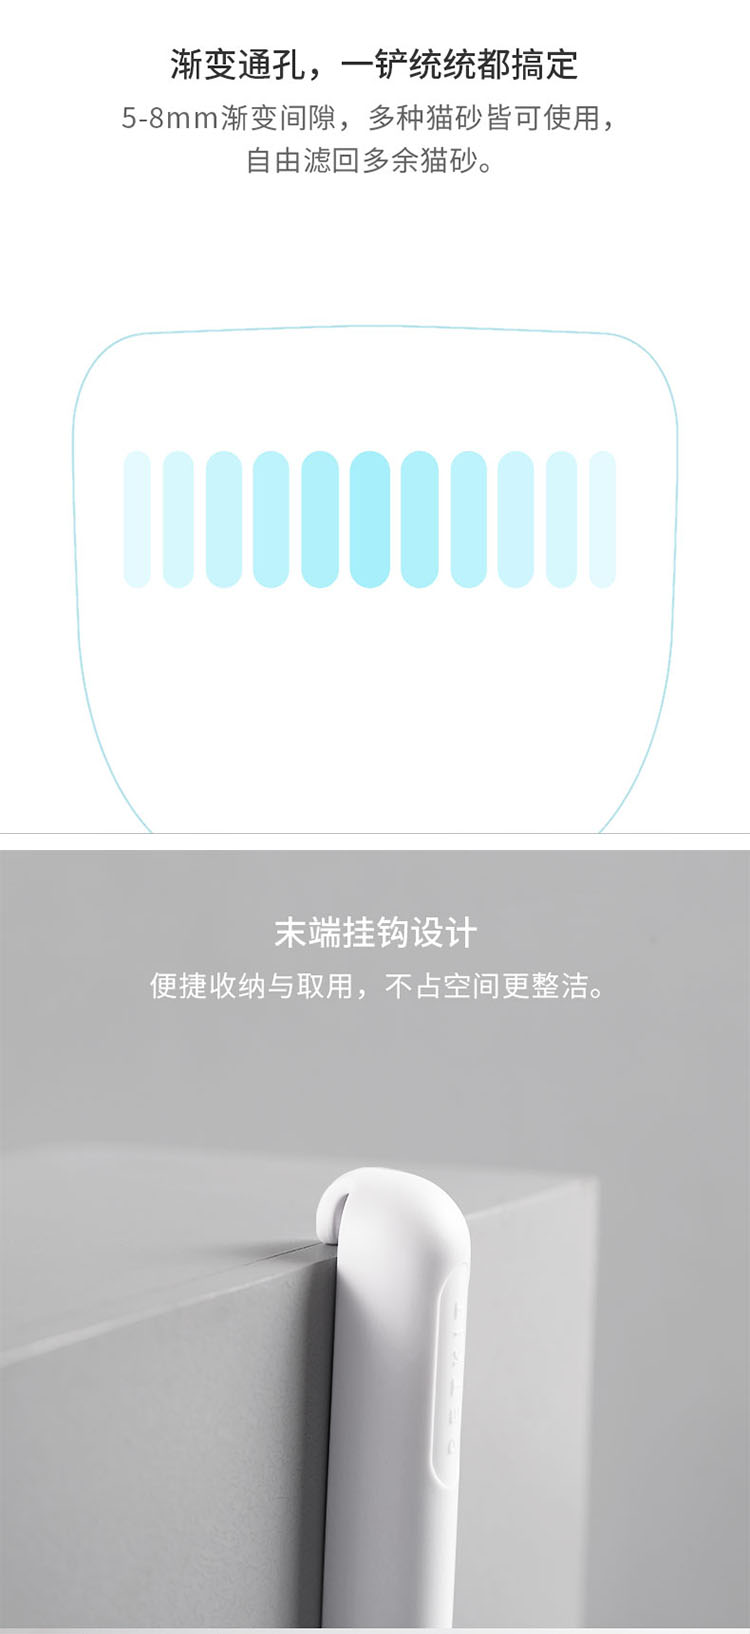 渐变通孔，一铲统统都搞定
5-8mm渐变间隙，多种猫砂皆可使用，
自由滤回多余猫砂。
末端挂钩设计
便捷收纳与取用，不占空间更整洁。
PETKIT